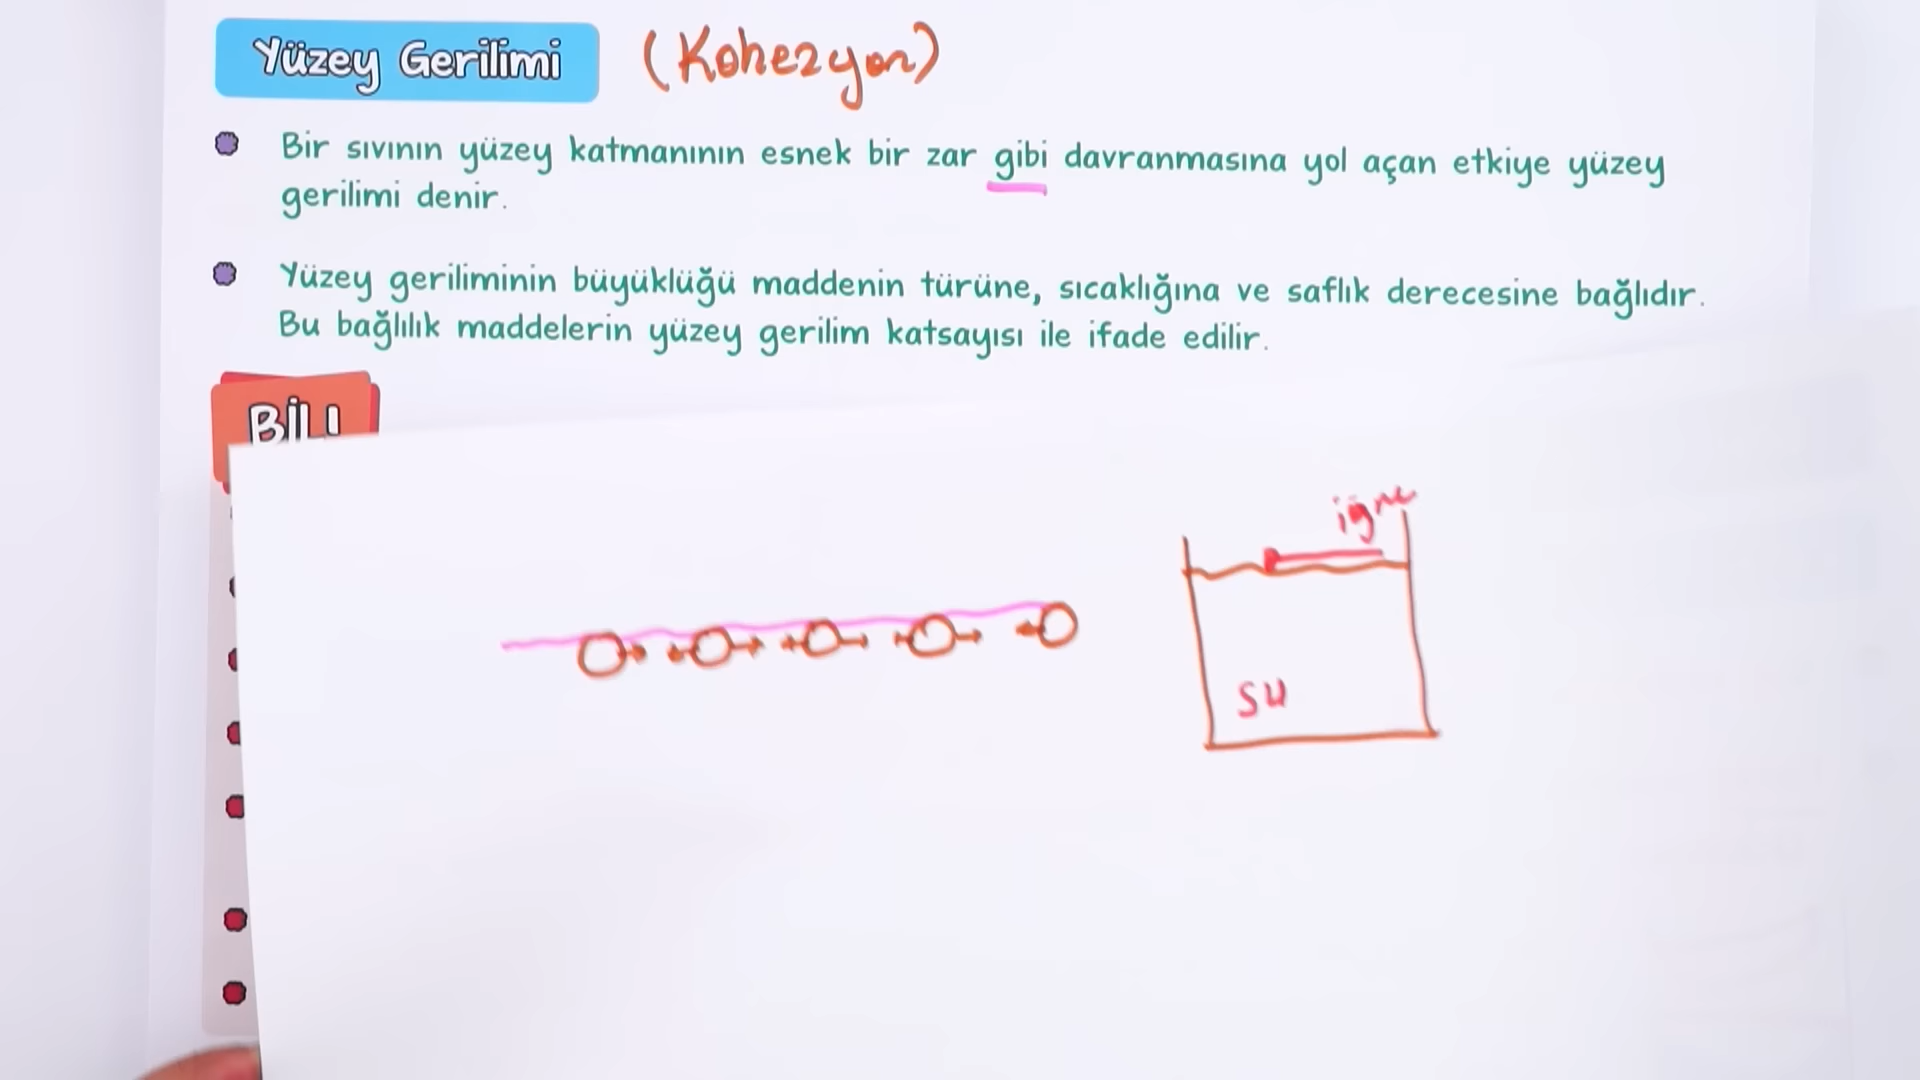 Yüzey Gerilimi (Kohezyon)
Bir sıvının yüzey katmanının esnek bir zar gibi davranmasına yol açan etkiye yüzey
gerilimi denir.
Yüzey geriliminin büyüklüğü maddenin türüne, sıcaklığına ve saflık derecesine bağlıdır.
Bu bağlılık maddelerin yüzey gerilim katsayısı ile ifade edilir.
iğne
su